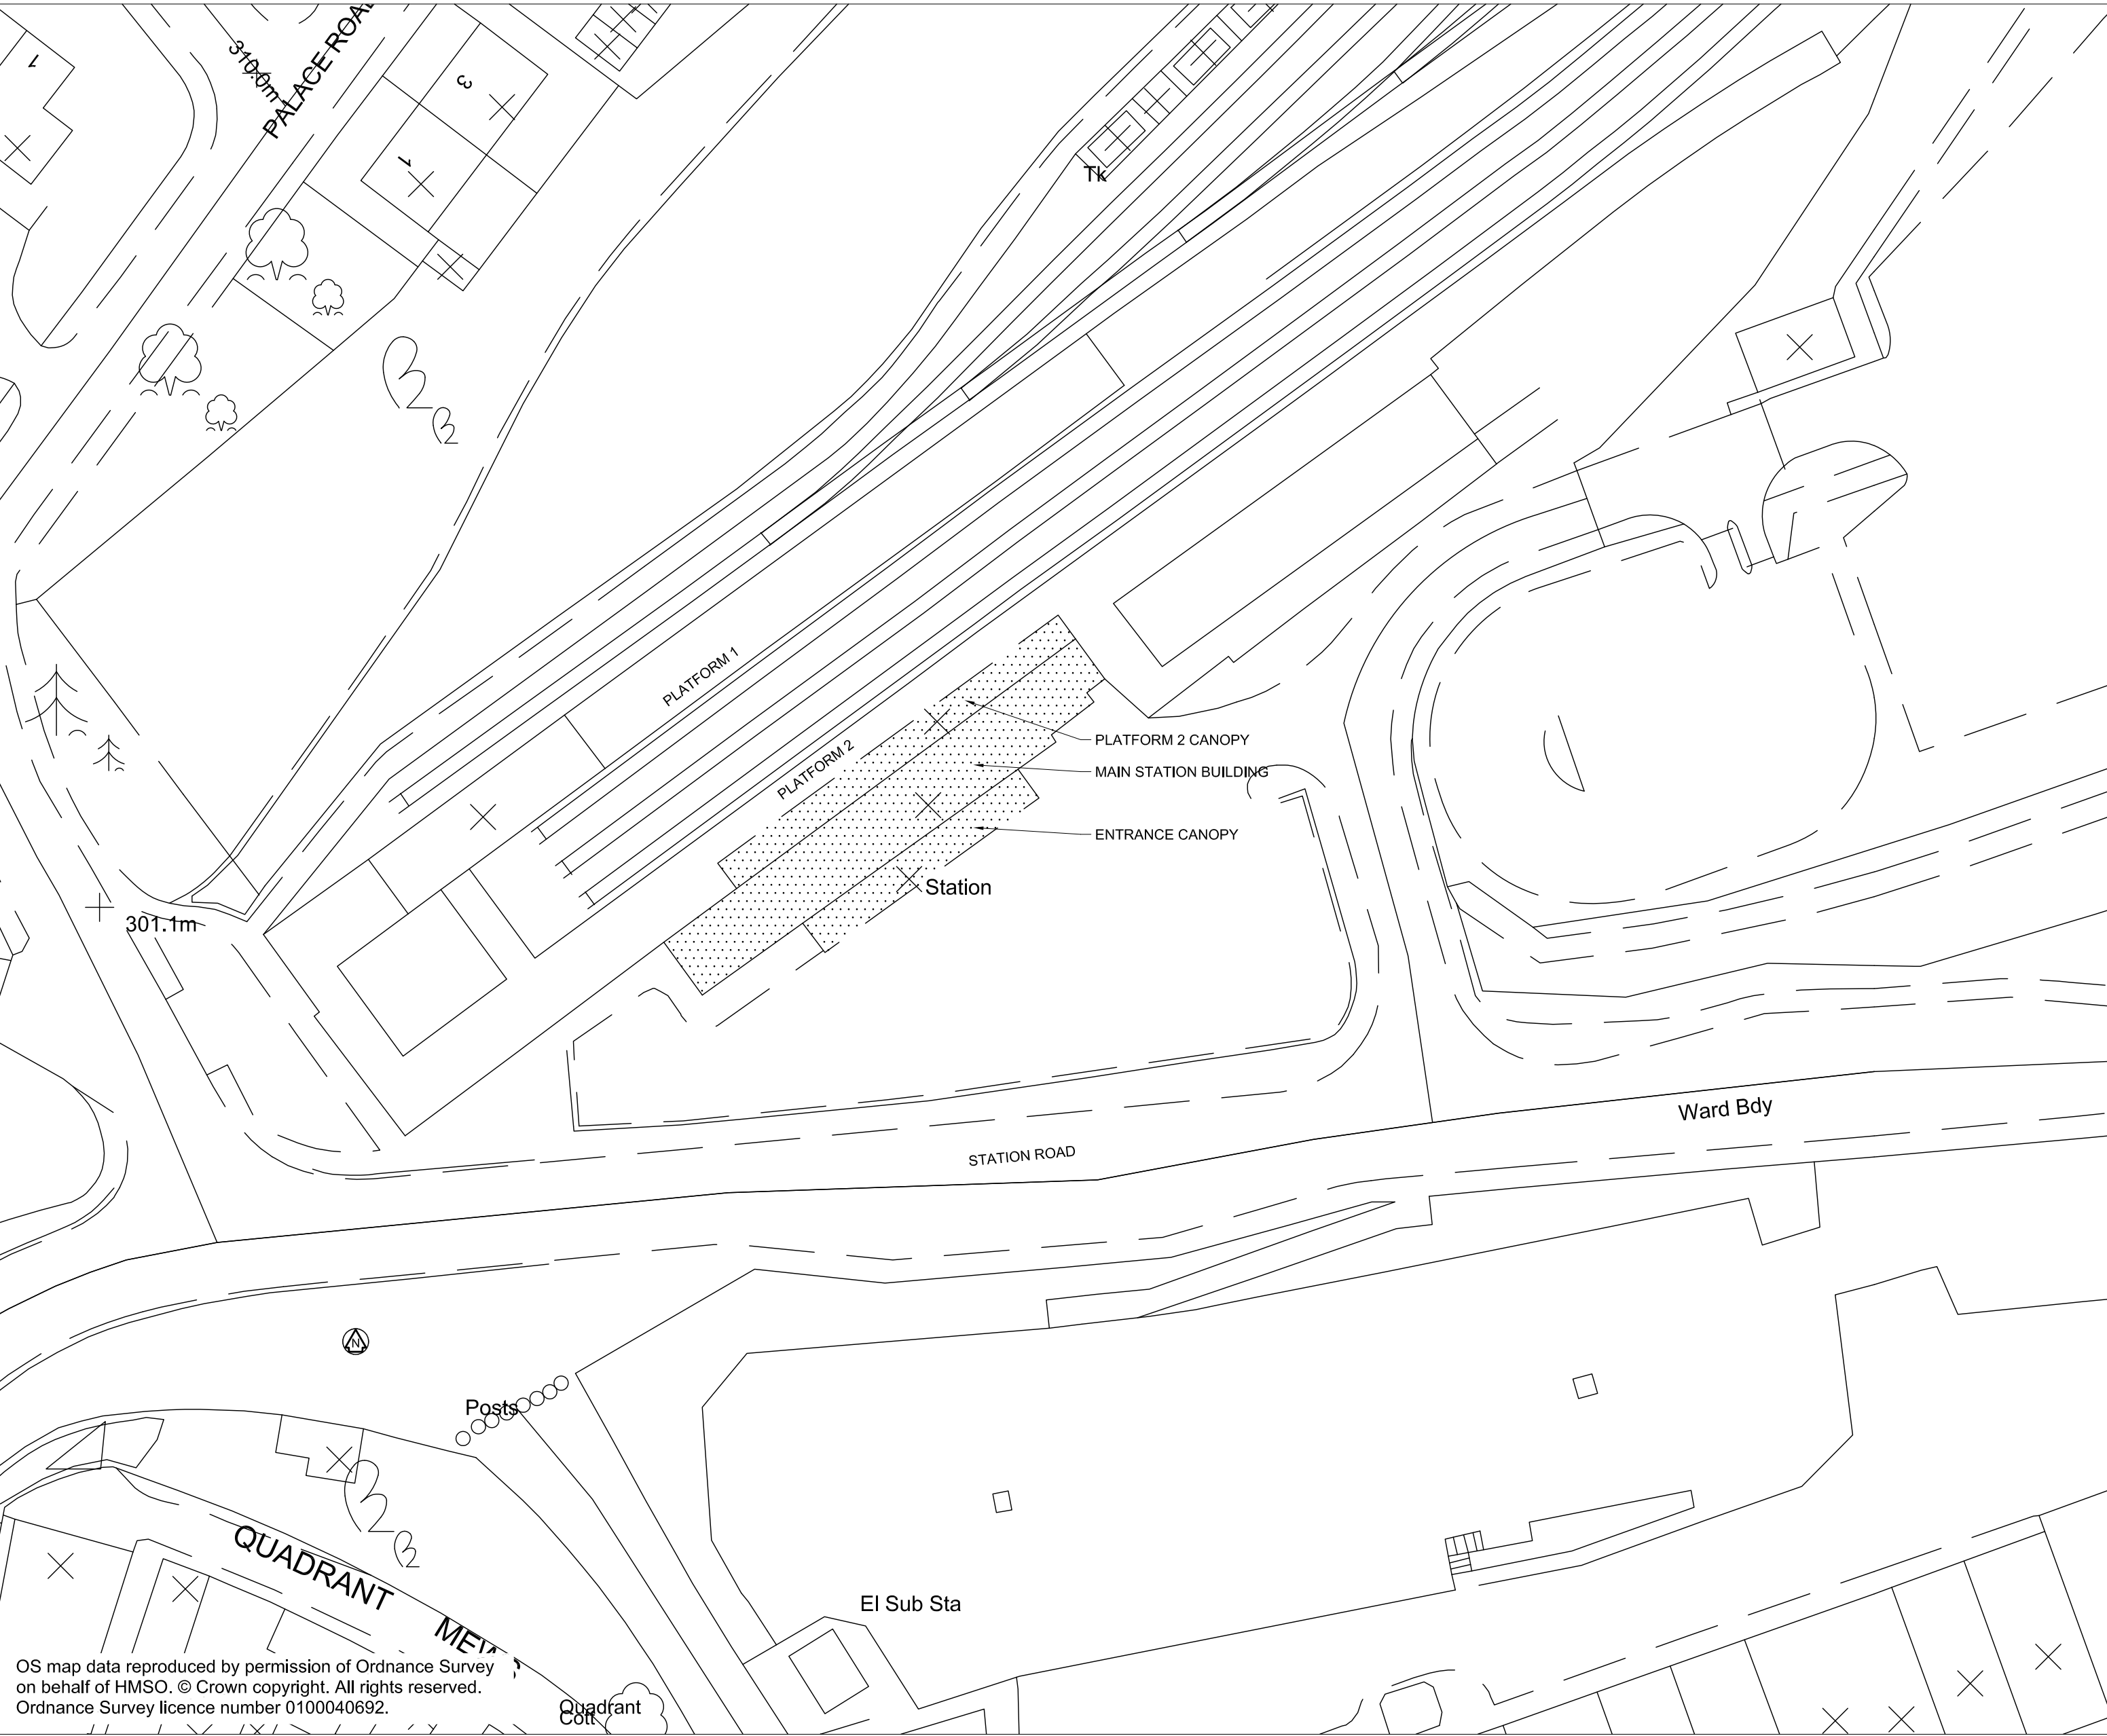 1
310.0m
PALACE ROAD
3
1
Tk
PLATFORM 1
PLATFORM 2
PLATFORM 2 CANOPY
MAIN STATION BUILDING
ENTRANCE CANOPY
Station
301.1m
Ward Bdy
STATION ROAD
N
Posts
QUADRANT
El Sub Sta
OS map data reproduced by permission of Ordnance Survey
on behalf of HMSO. © Crown copyright. All rights reserved.
Ordnance Survey licence number 0100040692.
Quadrant
Cott